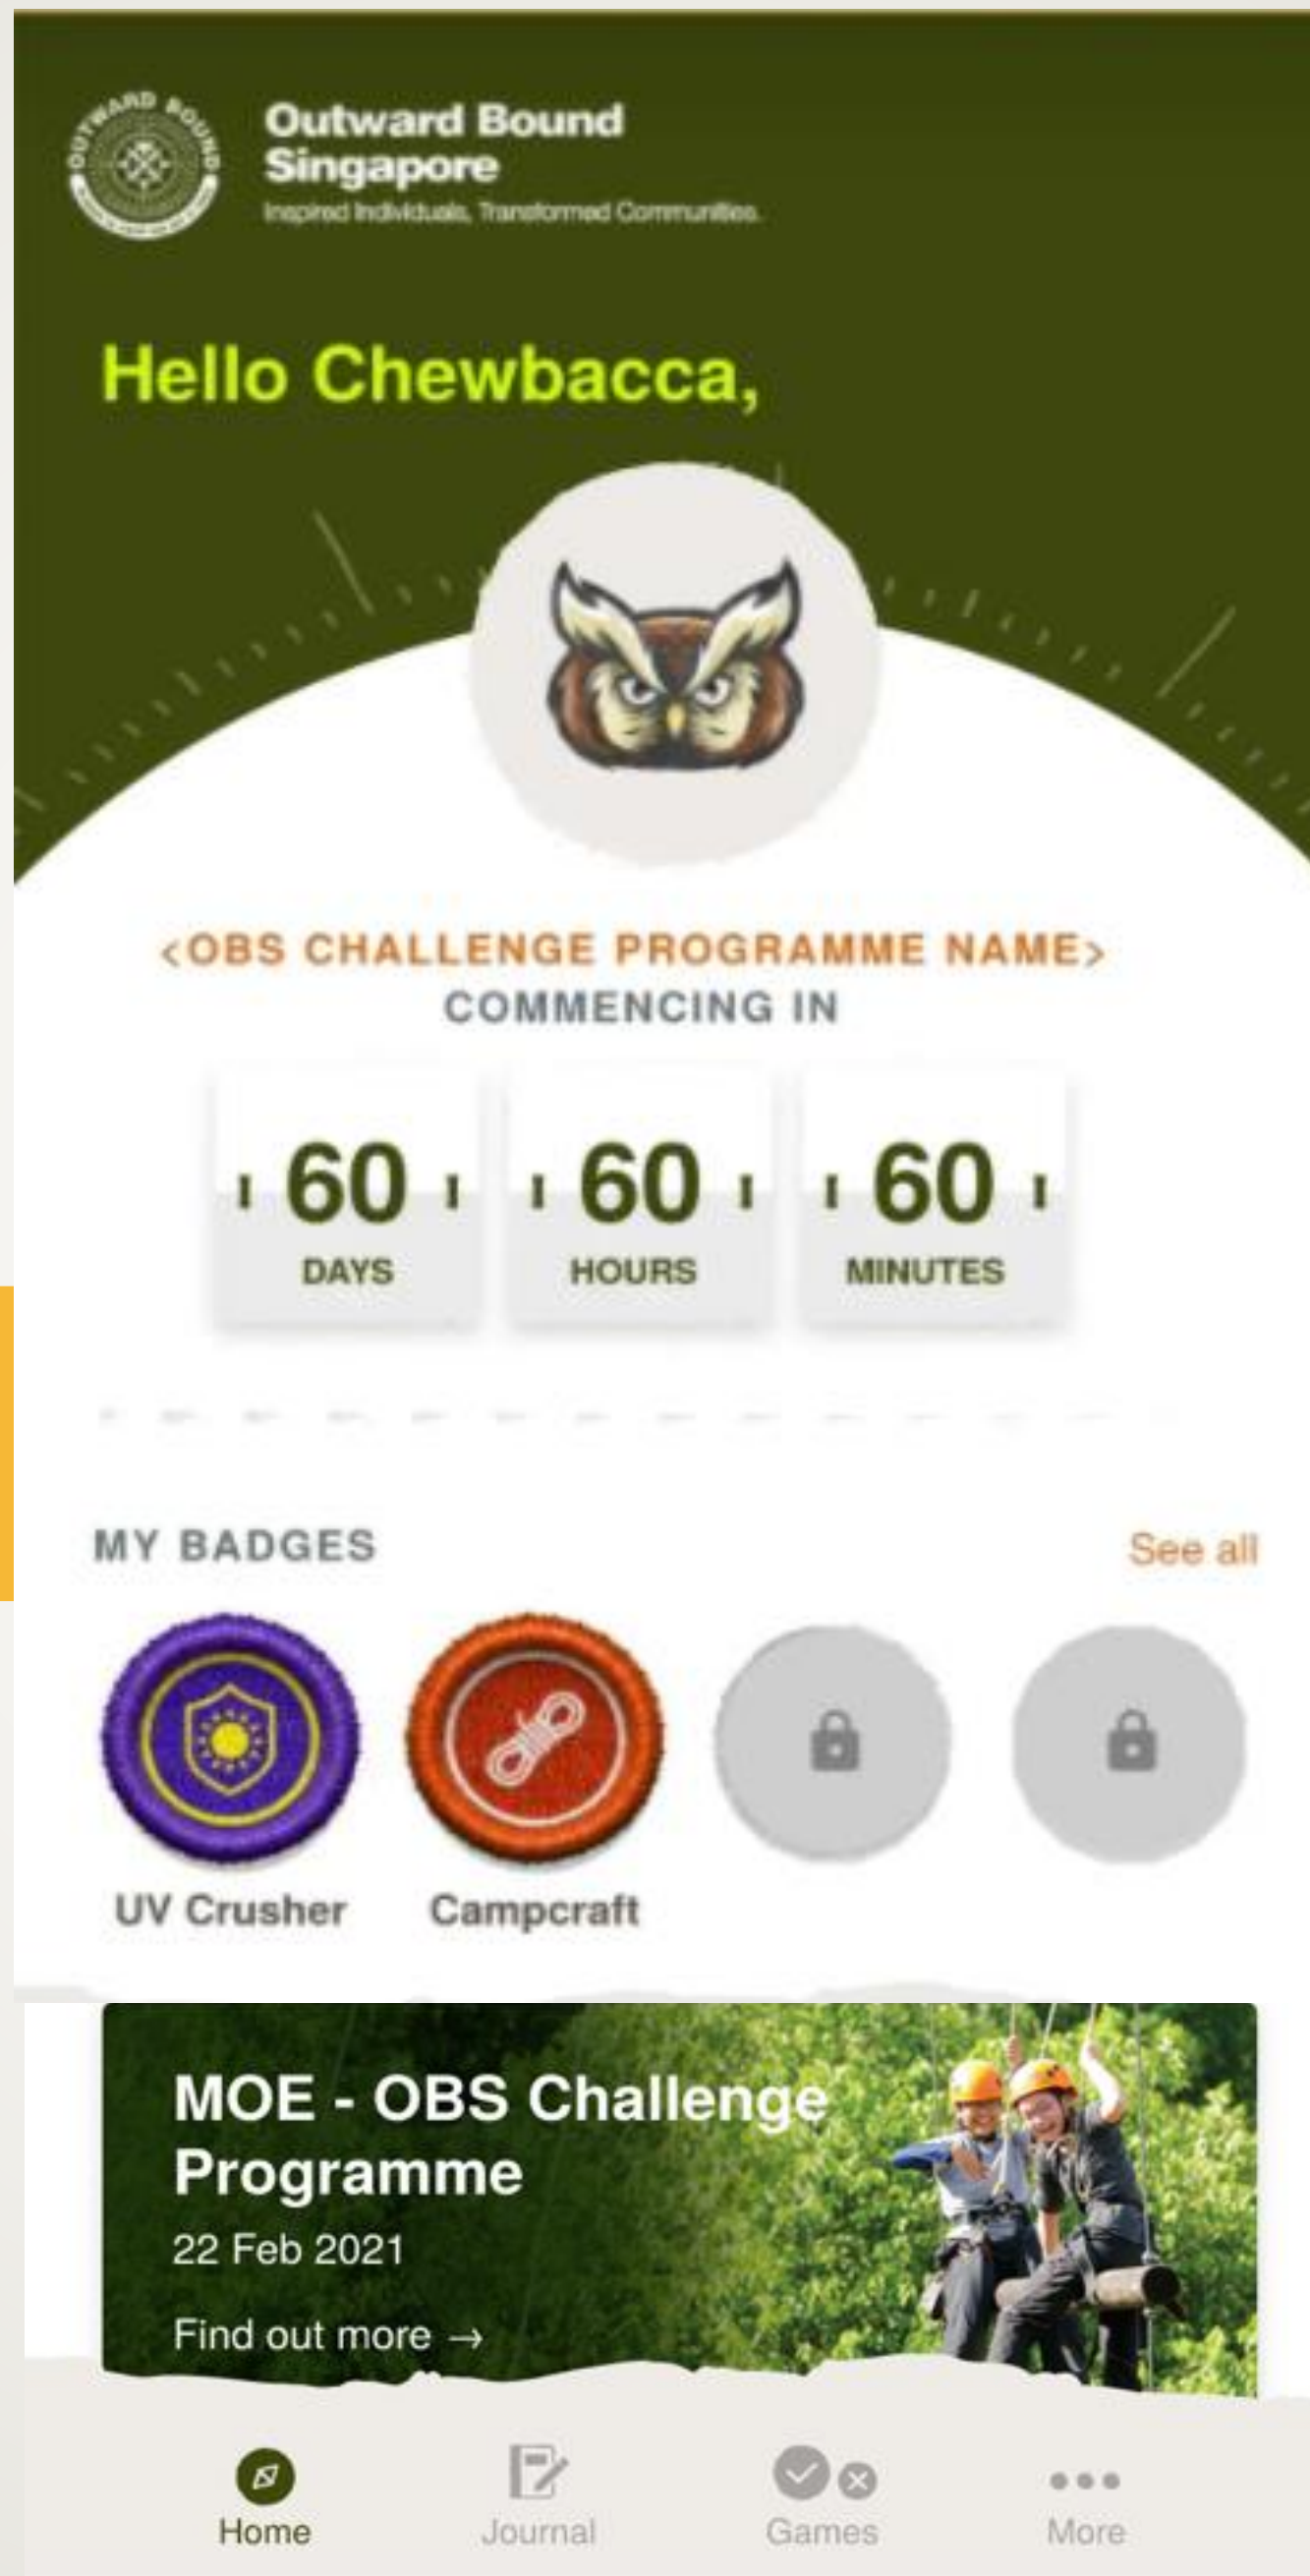 OUTWARD BOUND
Outward Bound
Singapore
Inspired Individuals, Transformed Communities.
Hello Chewbacca,
<OBS CHALLENGE PROGRAMME NAME>
COMMENCING IN
60 60 60
DAYS HOURS MINUTES
MY BADGES See all
UV Crusher Campcraft
MOE - OBS Challenge
Programme
22 Feb 2021
Find out more →
Home Journal Games More